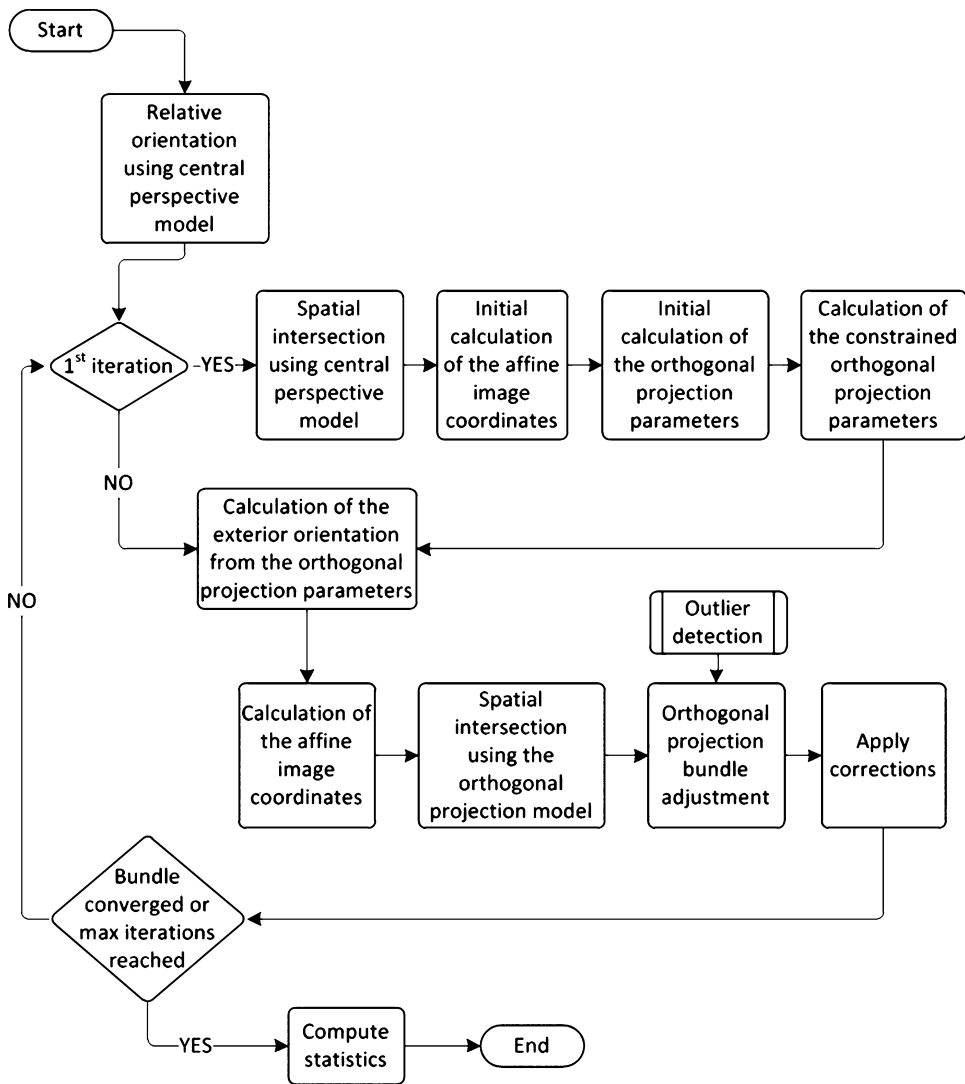 Start
Relative
orientation
using central
perspective
model
1st iteration
YES
Spatial
intersection
using central
perspective
model
Initial
calculation
of the affine
image
coordinates
Initial
calculation of
the orthogonal
projection
parameters
Calculation of
the constrained
orthogonal
projection
parameters
NO
Calculation of the
exterior orientation
from the orthogonal
projection parameters
NO
Outlier
detection
Calculation of
the affine
image
coordinates
Spatial
intersection
using the
orthogonal
projection model
Orthogonal
projection
bundle
adjustment
Apply
corrections
Bundle
converged or
max iterations
reached
YES
Compute
statistics
End